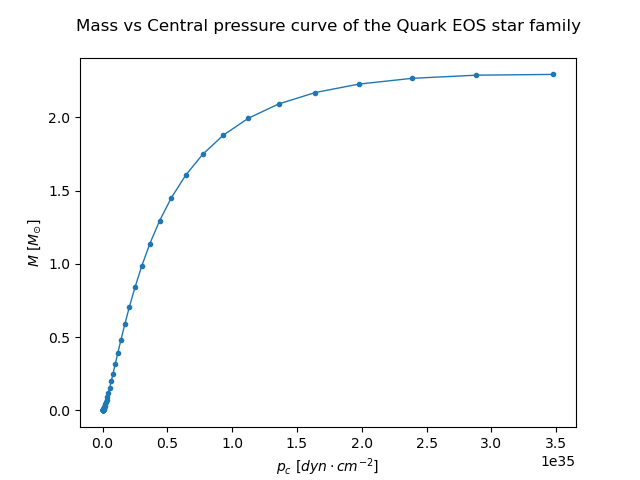 Mass vs Central pressure curve of the Quark EOS star family
M [M⊙]
2.0
1.5
1.0
0.5
0.0
0.0 0.5 1.0 1.5 2.0 2.5 3.0 3.5
1e35
p_c [dyn · cm⁻²]